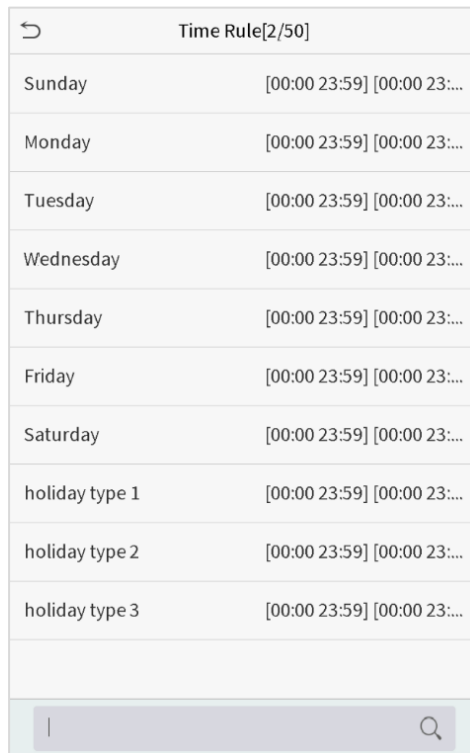 Time Rule[2/50]
Sunday [00:00 23:59] [00:00 23:...
Monday [00:00 23:59] [00:00 23:...
Tuesday [00:00 23:59] [00:00 23:...
Wednesday [00:00 23:59] [00:00 23:...
Thursday [00:00 23:59] [00:00 23:...
Friday [00:00 23:59] [00:00 23:...
Saturday [00:00 23:59] [00:00 23:...
holiday type 1 [00:00 23:59] [00:00 23:...
holiday type 2 [00:00 23:59] [00:00 23:...
holiday type 3 [00:00 23:59] [00:00 23:...